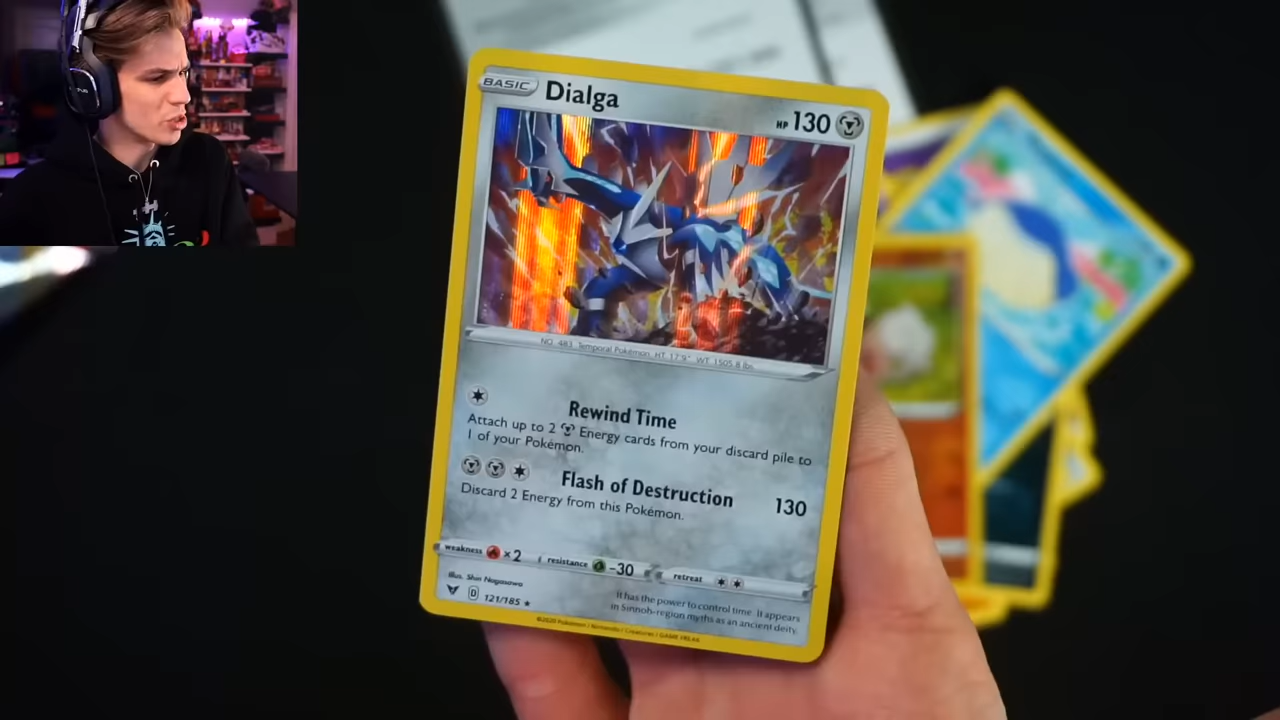 BASIC Dialga HP 130
NO. 483 Temporal Pokémon HT: 17'9" WT: 1505.8 lbs.
Rewind Time
Attach up to 2 Energy cards from your discard pile to
1 of your Pokémon.
Flash of Destruction 130
Discard 2 Energy from this Pokémon.
weakness ×2 resistance -30 retreat
Illus. Shin Nagasawa
D 121/185
It has the power to control time. It appears
in Sinnoh-region myths as an ancient deity.
©2020 Pokémon / Nintendo / Creatures / GAME FREAK